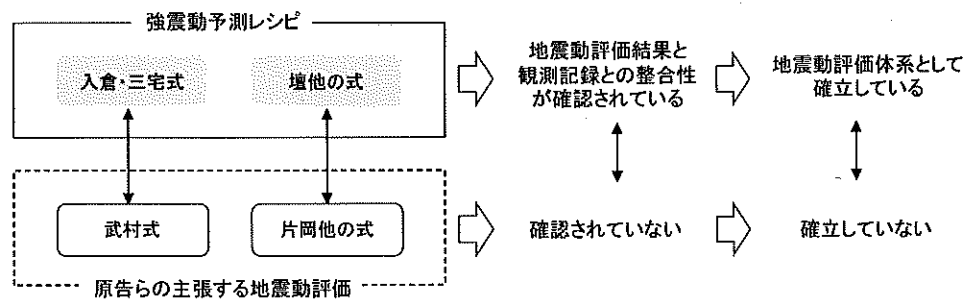 強震動予測レシピ
入倉・三宅式
壇他の式
地震動評価結果と
観測記録との整合性
が確認されている
地震動評価体系として
確立している
武村式
片岡他の式
確認されていない
確立していない
原告らの主張する地震動評価